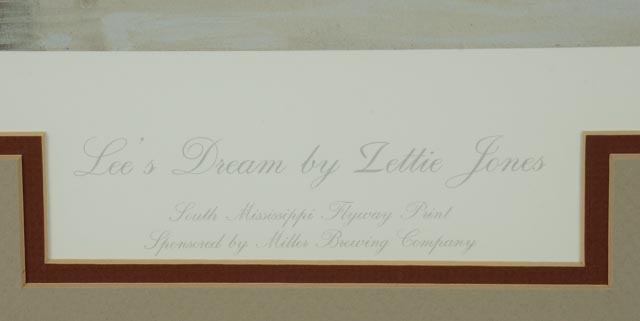 Lee's Dream by Zettie Jones
South Mississippi Flyway Print
Sponsored by Miller Brewing Company